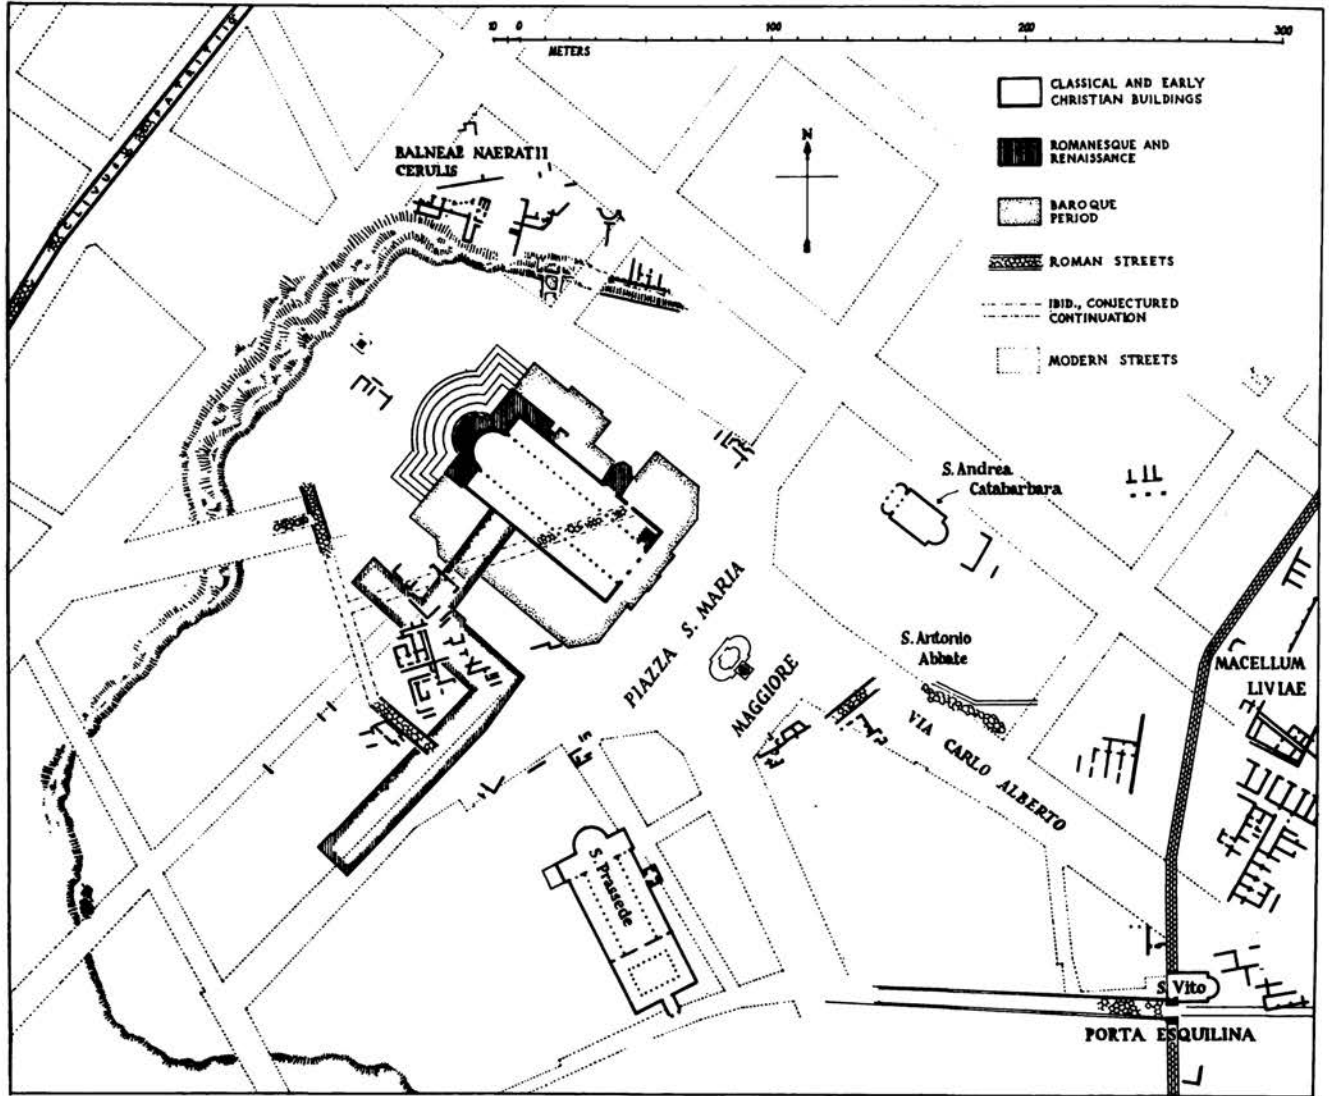 10 0 100 200 300
METERS
CLASSICAL AND EARLY
CHRISTIAN BUILDINGS
ROMANESQUE AND
RENAISSANCE
BAROQUE
PERIOD
ROMAN STREETS
IBID., CONJECTURED
CONTINUATION
MODERN STREETS
N
S
CLIVUS PATRITIO
BALNEAE NAERATII
CERULIS
S. Andrea
Catabarbara
S. Antonio
Abbate
MACELLUM
LIVIAE
PIAZZA S. MARIA
MAGGIORE
VIA CARLO ALBERTO
S. Prassede
S. Vito
PORTA ESQUILINA